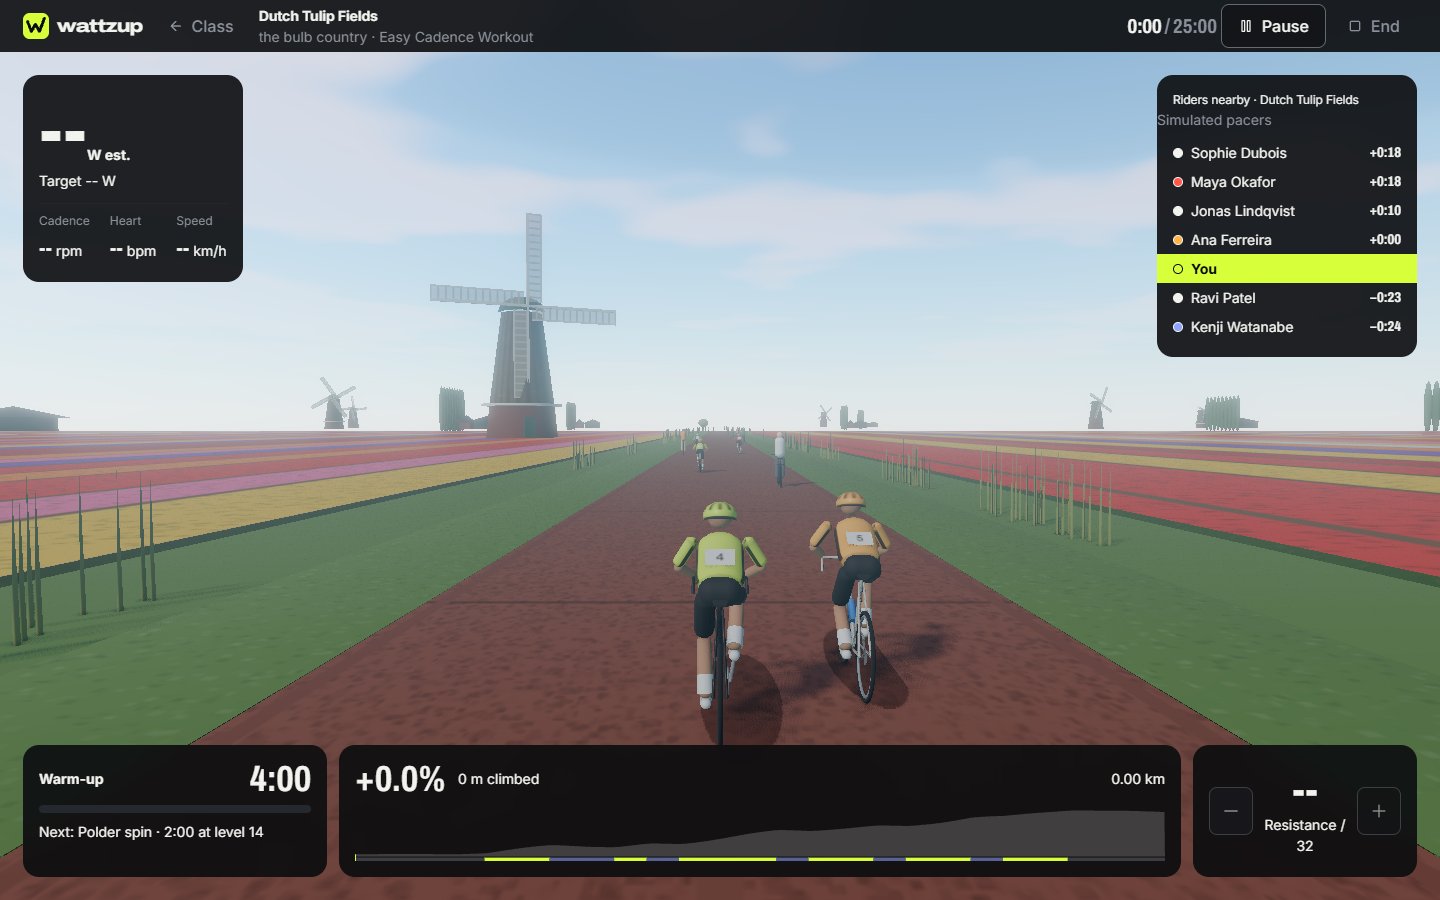 wattzup
Class
Dutch Tulip Fields
the bulb country · Easy Cadence Workout
0:00 / 25:00
Pause
End
-- W est.
Target -- W
Cadence Heart Speed
-- rpm -- bpm -- km/h
Riders nearby · Dutch Tulip Fields
Simulated pacers
Sophie Dubois +0:18
Maya Okafor +0:18
Jonas Lindqvist +0:10
Ana Ferreira +0:00
You
Ravi Patel −0:23
Kenji Watanabe −0:24
4
5
Warm-up 4:00
Next: Polder spin · 2:00 at level 14
+0.0% 0 m climbed 0.00 km
--
Resistance /
32